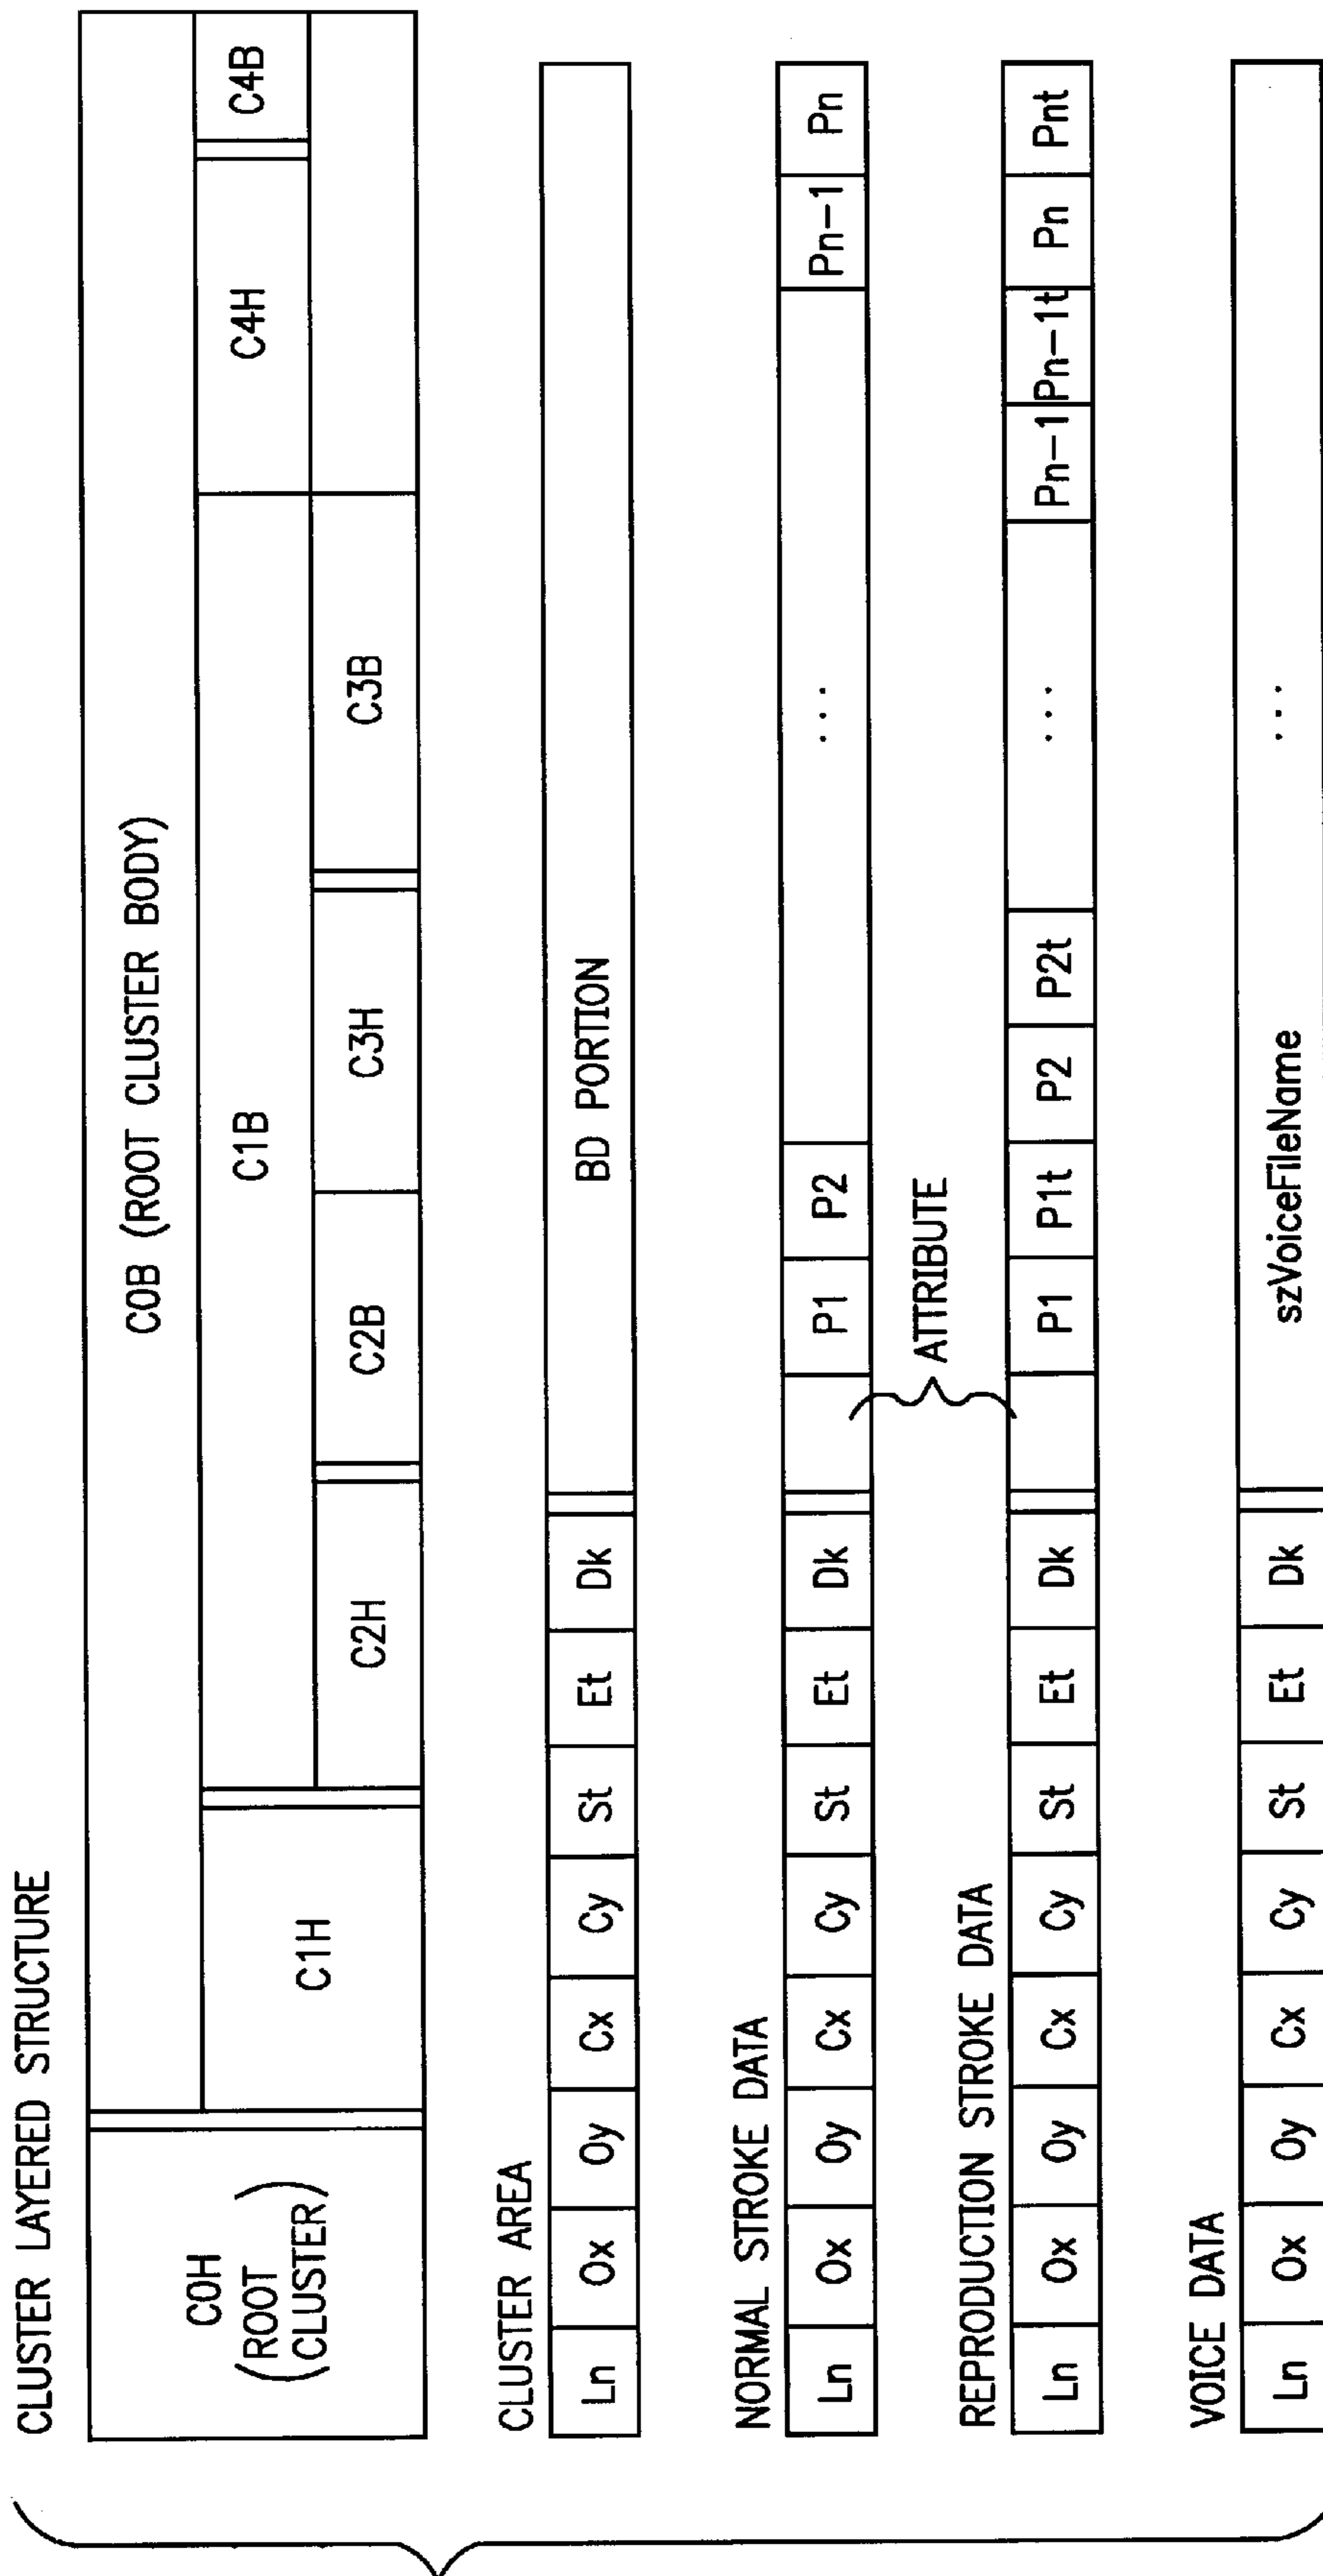 CLUSTER LAYERED STRUCTURE
C0H
(ROOT
CLUSTER)
C0B (ROOT CLUSTER BODY)
C1H
C1B
C4H
C4B
C2H
C2B
C3H
C3B
CLUSTER AREA
Ln Ox Oy Cx Cy St Et Dk BD PORTION
NORMAL STROKE DATA
Ln Ox Oy Cx Cy St Et Dk P1 P2 ... Pn-1 Pn
ATTRIBUTE
REPRODUCTION STROKE DATA
Ln Ox Oy Cx Cy St Et Dk P1 P1t P2 P2t ... Pn-1 Pn-1t Pn Pnt
VOICE DATA
Ln Ox Oy Cx Cy St Et Dk szVoiceFileName ...